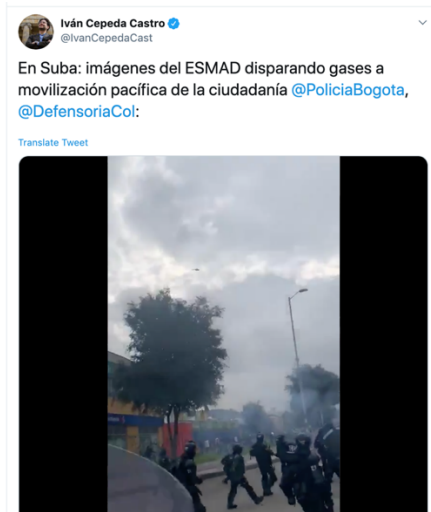 Iván Cepeda Castro
@IvanCepedaCast
En Suba: imágenes del ESMAD disparando gases a
movilización pacífica de la ciudadanía @PoliciaBogota,
@DefensoriaCol:
Translate Tweet